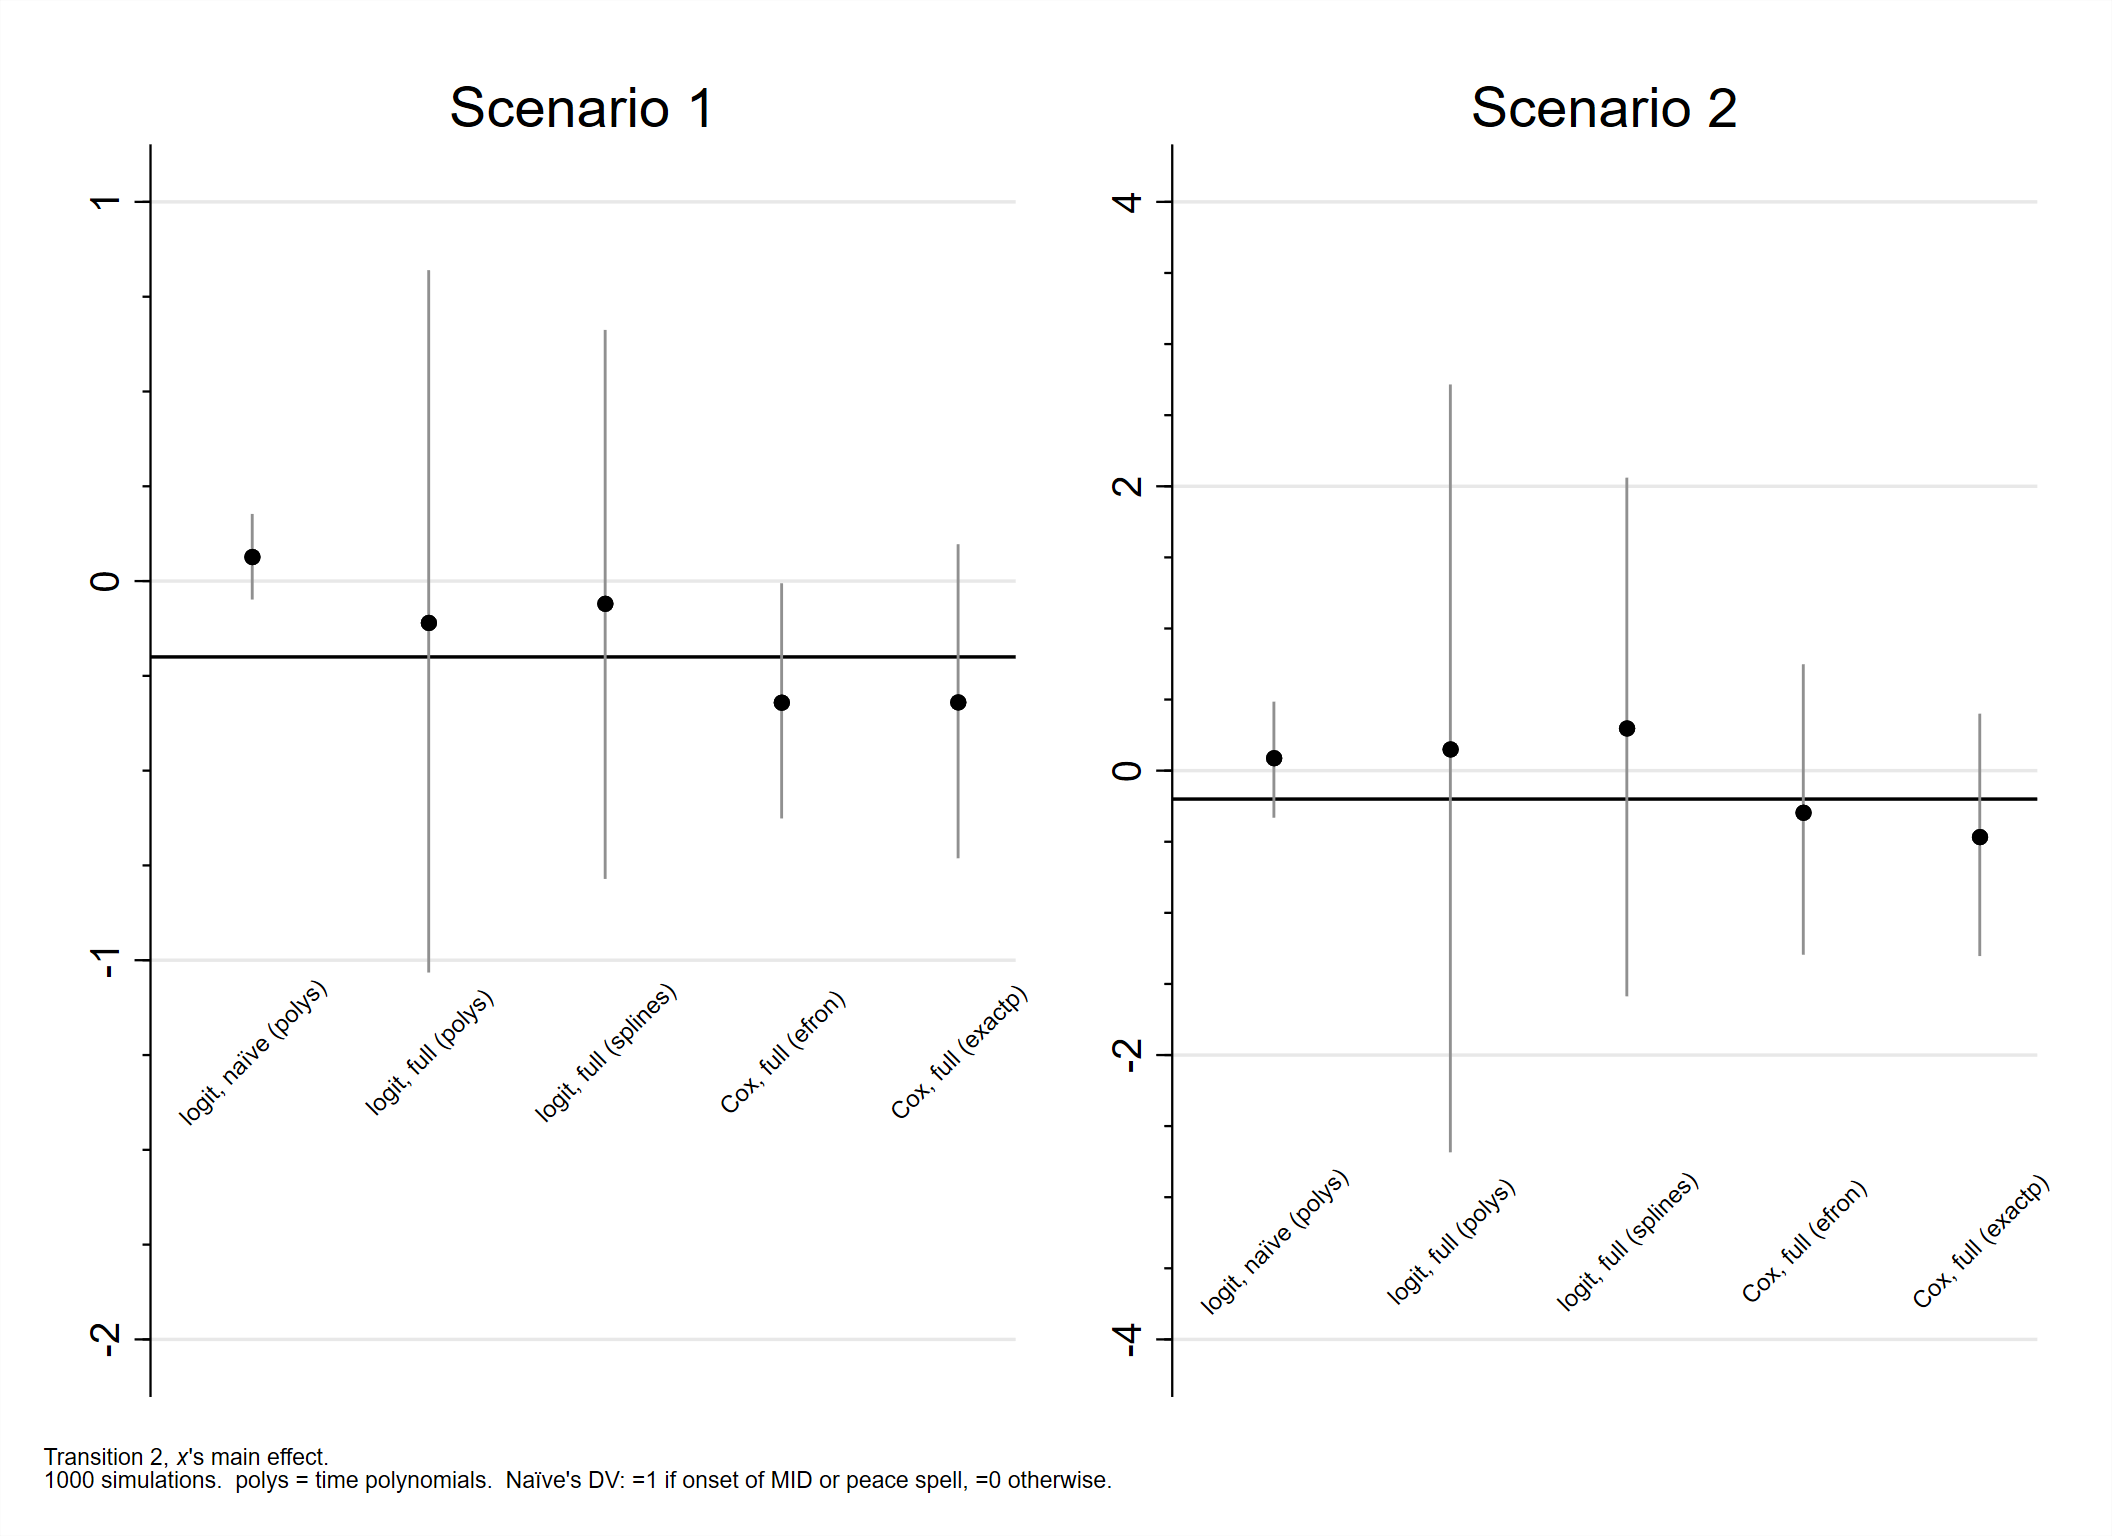 Scenario 1
1
0
-1
-2
logit, naïve (polys)
logit, full (polys)
logit, full (splines)
Cox, full (efron)
Cox, full (exactp)
Scenario 2
4
2
0
-2
-4
logit, naïve (polys)
logit, full (polys)
logit, full (splines)
Cox, full (efron)
Cox, full (exactp)
Transition 2, x's main effect.
1000 simulations.  polys = time polynomials.  Naïve's DV: =1 if onset of MID or peace spell, =0 otherwise.